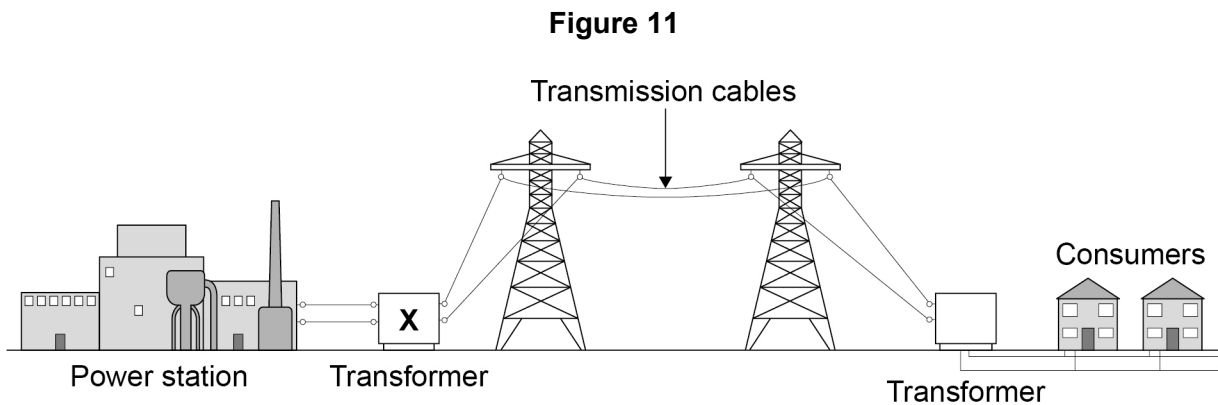 Figure 11
Transmission cables
Consumers
X
Power station
Transformer
Transformer